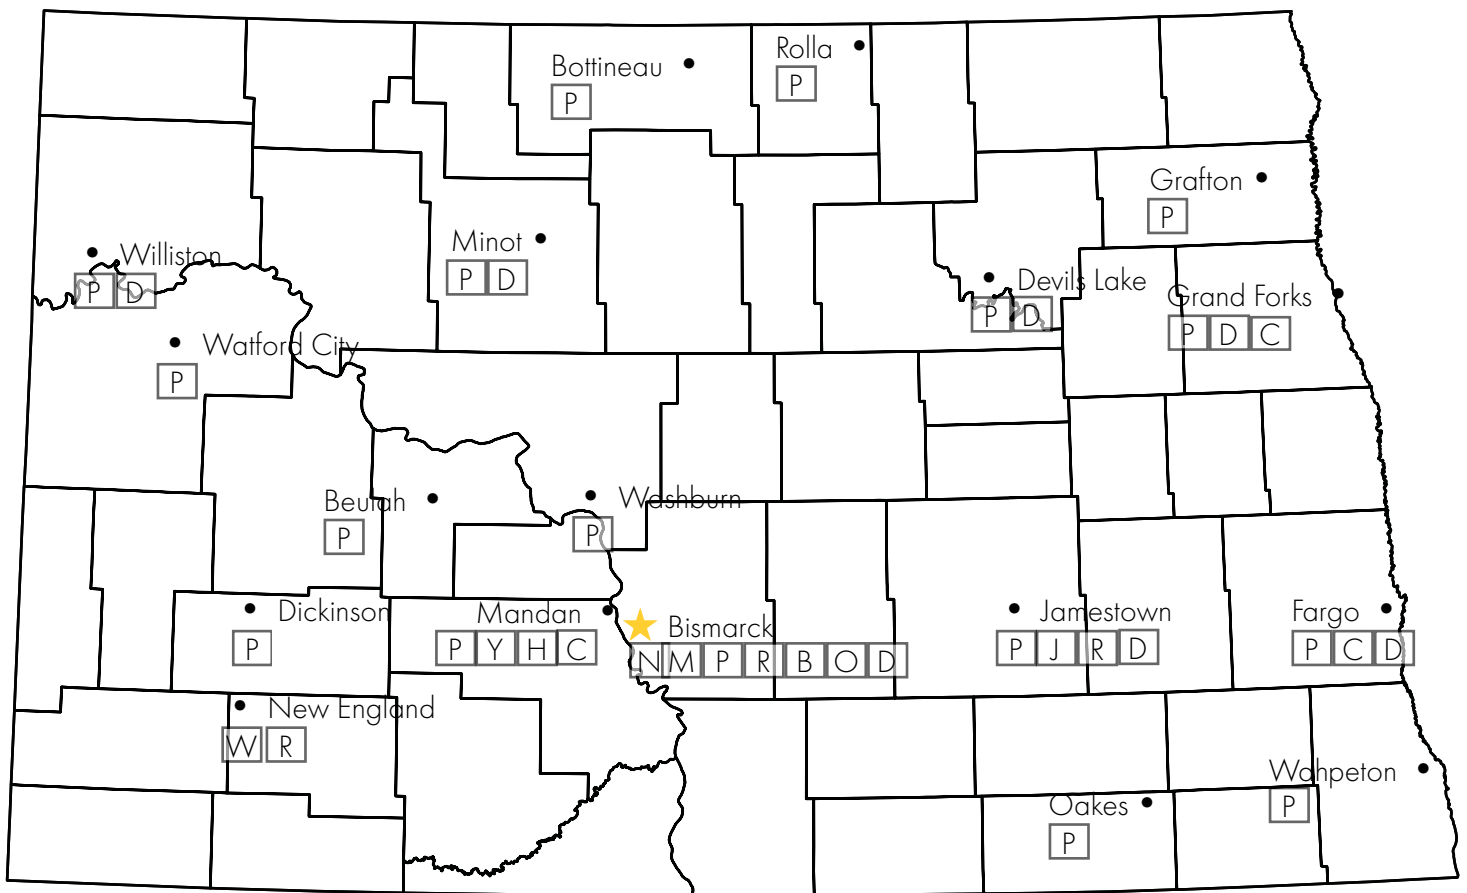 Rolla
P
Bottineau
P
Grafton
P
Minot
P D
Williston
P D
Devils Lake
P D
Grand Forks
P D C
Watford City
P
Beulah
P
Washburn
P
Dickinson
P
Mandan
P Y H C
Bismarck
N M P R B O D
Jamestown
P J R D
Fargo
P C D
New England
W R
Wahpeton
P
Oakes
P